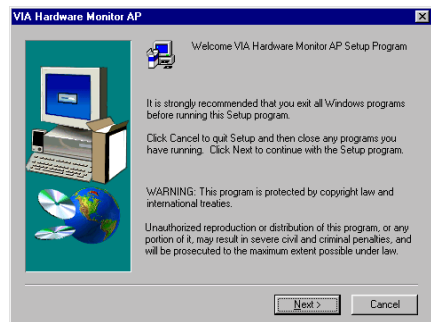 VIA Hardware Monitor AP
Welcome VIA Hardware Monitor AP Setup Program
It is strongly recommended that you exit all Windows programs
before running this Setup program.
Click Cancel to quit Setup and then close any programs you
have running. Click Next to continue with the Setup program.
WARNING: This program is protected by copyright law and
international treaties.
Unauthorized reproduction or distribution of this program, or any
portion of it, may result in severe civil and criminal penalties, and
will be prosecuted to the maximum extent possible under law.
Next >
Cancel